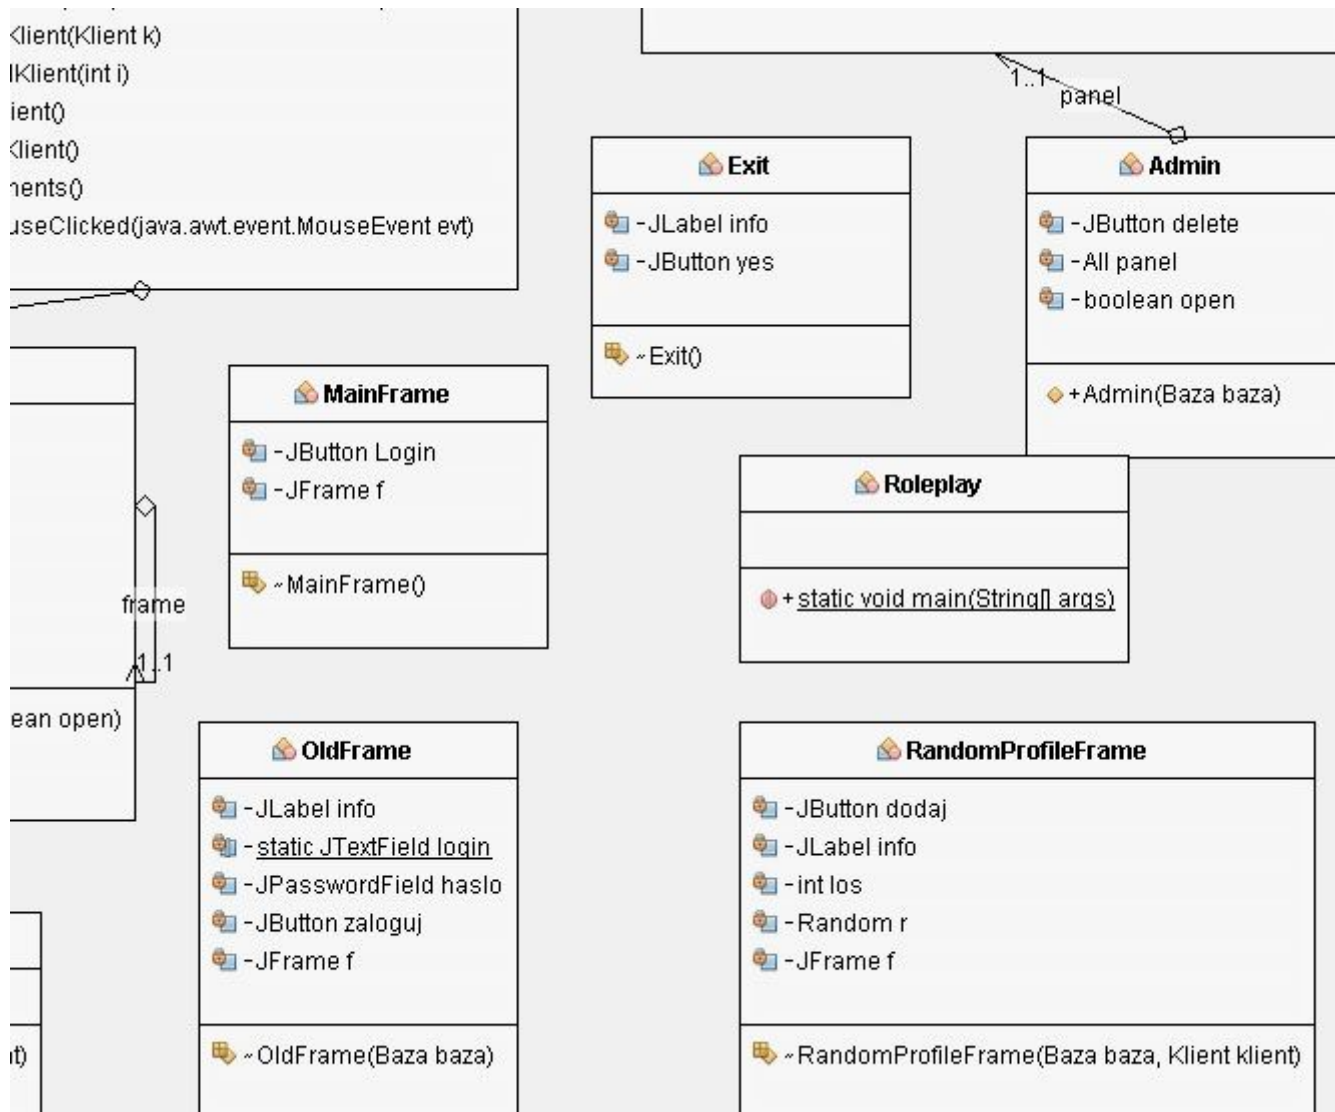 Klient(Klient k)
lKlient(int i)
ient()
Klient()
nents()
useClicked(java.awt.event.MouseEvent evt)
1..1
panel
Exit
-JLabel info
-JButton yes
~Exit()
Admin
-JButton delete
-All panel
-boolean open
+Admin(Baza baza)
MainFrame
-JButton Login
-JFrame f
~MainFrame()
Roleplay
+static void main(String[] args)
frame
1..1
ean open)
OldFrame
-JLabel info
-static JTextField login
-JPasswordField haslo
-JButton zaloguj
-JFrame f
~OldFrame(Baza baza)
RandomProfileFrame
-JButton dodaj
-JLabel info
-int los
-Random r
-JFrame f
~RandomProfileFrame(Baza baza, Klient klient)
nt)